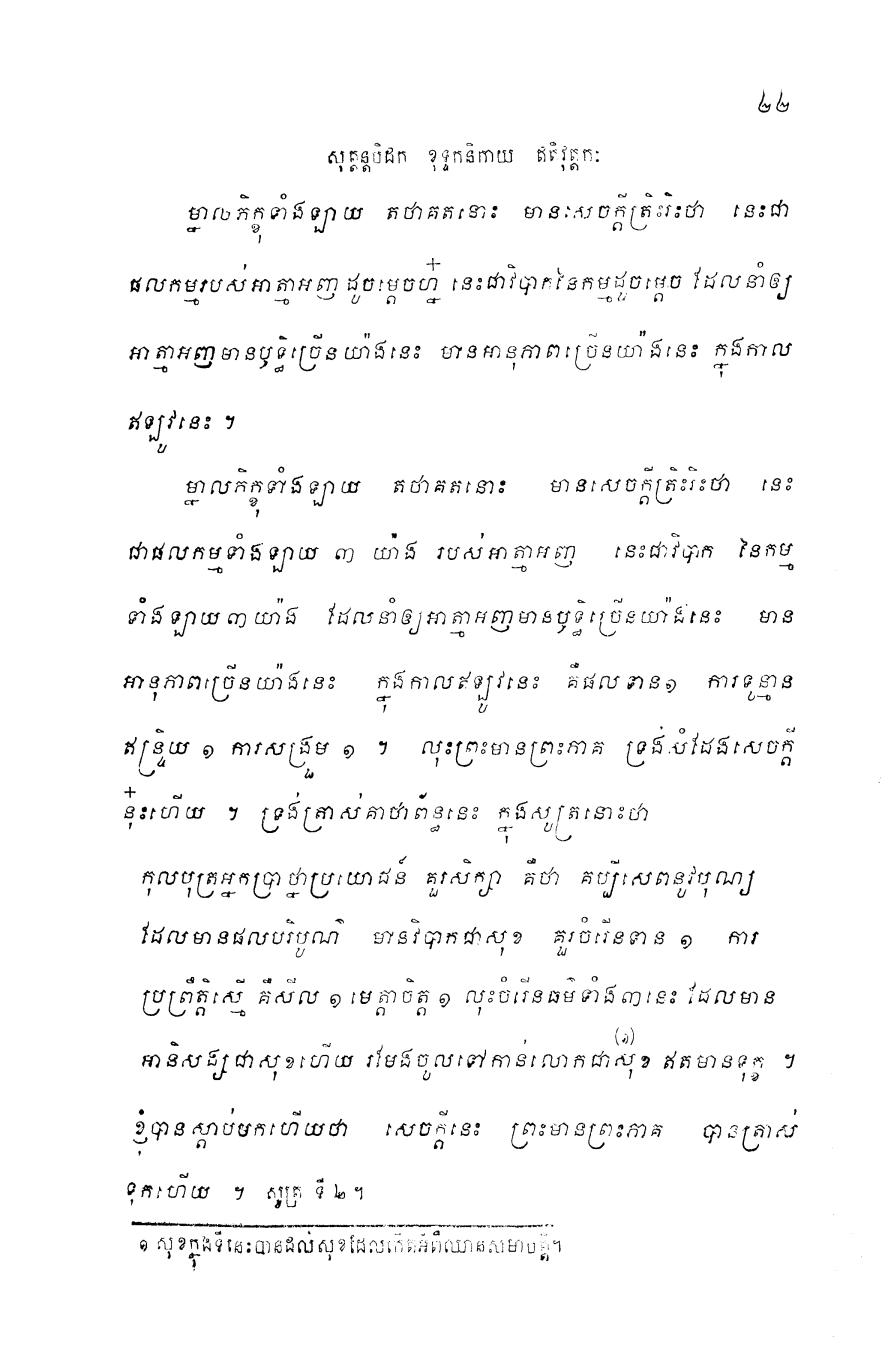 ២២
សុត្តន្តបិដក ខុទ្ទកនិកាយ ឥតិវុត្តកៈ
ម្នាលភិក្ខុទាំងឡាយ តថាគតនោះ មានសេចក្តីត្រិះរិះថា នេះជា
ផលកម្មរបស់អាត្មាអញ ដូចម្តេចហ្ន៎ នេះជាវិបាកនៃកម្មដូចម្តេច ដែលនាំឲ្យ
អាត្មាអញមានឫទ្ធិច្រើនយ៉ាងនេះ មានអានុភាពច្រើនយ៉ាងនេះ ក្នុងកាល
ឥឡូវនេះ ។
ម្នាលភិក្ខុទាំងឡាយ តថាគតនោះ មានសេចក្តីត្រិះរិះថា នេះ
ជាផលកម្មទាំងឡាយ ៣ យ៉ាង របស់អាត្មាអញ នេះជាវិបាក នៃកម្ម
ទាំងឡាយ៣យ៉ាង ដែលនាំឲ្យអាត្មាអញមានឫទ្ធិច្រើនយ៉ាងនេះ មាន
អានុភាពច្រើនយ៉ាងនេះ ក្នុងកាលឥឡូវនេះ គឺផលទាន១ ការទូន្មាន
ឥន្ទ្រិយ ១ ការសង្រួម ១ ។ លុះព្រះមានព្រះភាគ ទ្រង់សំដែងសេចក្តី
នុ៎ះហើយ ។ ទ្រង់ត្រាស់គាថាព័ន្ធនេះ ក្នុងសូត្រនោះថា
កុលបុត្រអ្នកប្រាថ្នាប្រយោជន៍ គួរសិក្សា គឺថា គប្បីសេពនូវបុណ្យ
ដែលមានផលបរិបូណ៌ មានវិបាកជាសុខ គួរចំរើនទាន ១ ការ
ប្រព្រឹត្តិស្មើ គឺសីល ១ មេត្តាចិត្ត ១ លុះចំរើនធម៌ទាំង៣នេះ ដែលមាន
អានិសង្សជាសុខហើយ រមែងចូលទៅកាន់លោកជាសុខ (១) ឥតមានទុក្ខ ។
ខ្ញុំបានស្តាប់មកហើយថា សេចក្តីនេះ ព្រះមានព្រះភាគ បានត្រាស់
ទុកហើយ ។ សូត្រ ទី ២ ។
១ សុខក្នុងទីនេះបានដល់សុខដែលកើតអំពីឈានសមាបត្តិ។